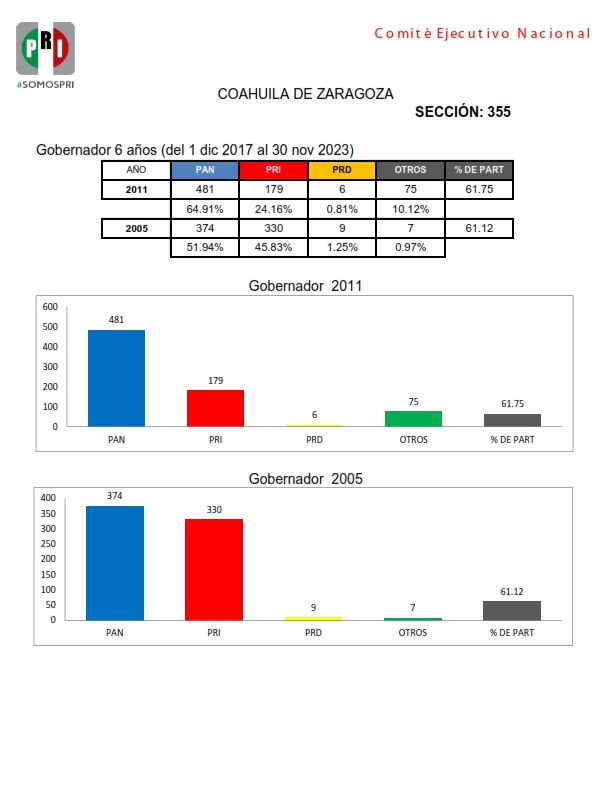 Comité Ejecutivo Nacional
PRI
#SOMOSPRI
COAHUILA DE ZARAGOZA
SECCIÓN: 355
Gobernador 6 años (del 1 dic 2017 al 30 nov 2023)
AÑO PAN PRI PRD OTROS % DE PART
2011 481 179 6 75 61.75
64.91% 24.16% 0.81% 10.12%
2005 374 330 9 7 61.12
51.94% 45.83% 1.25% 0.97%
Gobernador 2011
600
500
400
300
200
100
0
481 179 6 75 61.75
PAN PRI PRD OTROS % DE PART
Gobernador 2005
400
350
300
250
200
150
100
50
0
374 330 9 7 61.12
PAN PRI PRD OTROS % DE PART